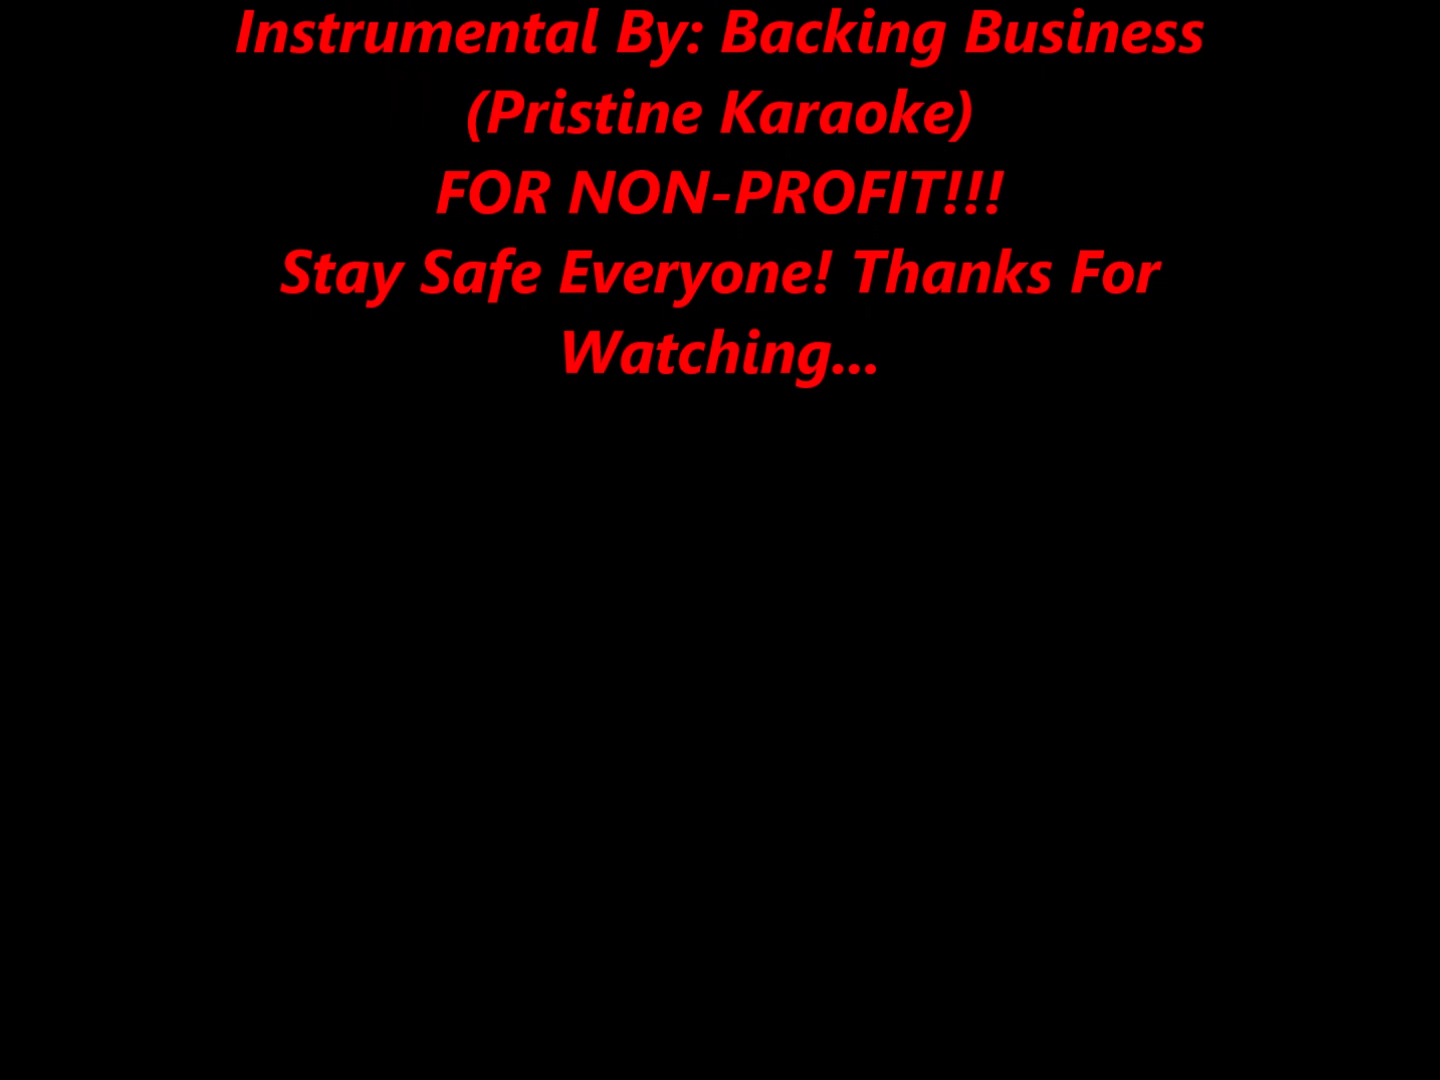 Instrumental By: Backing Business
(Pristine Karaoke)
FOR NON-PROFIT!!!
Stay Safe Everyone! Thanks For
Watching...